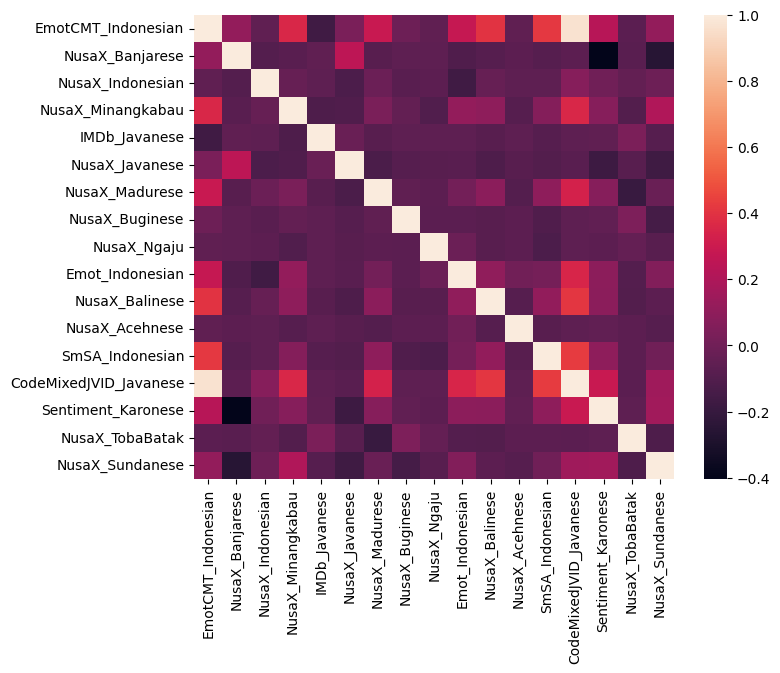 EmotCMT_Indonesian
NusaX_Banjarese
NusaX_Indonesian
NusaX_Minangkabau
IMDb_Javanese
NusaX_Javanese
NusaX_Madurese
NusaX_Buginese
NusaX_Ngaju
Emot_Indonesian
NusaX_Balinese
NusaX_Acehnese
SmSA_Indonesian
CodeMixedJVID_Javanese
Sentiment_Karonese
NusaX_TobaBatak
NusaX_Sundanese
EmotCMT_Indonesian
NusaX_Banjarese
NusaX_Indonesian
NusaX_Minangkabau
IMDb_Javanese
NusaX_Javanese
NusaX_Madurese
NusaX_Buginese
NusaX_Ngaju
Emot_Indonesian
NusaX_Balinese
NusaX_Acehnese
SmSA_Indonesian
CodeMixedJVID_Javanese
Sentiment_Karonese
NusaX_TobaBatak
NusaX_Sundanese
1.0
0.8
0.6
0.4
0.2
0.0
−0.2
−0.4